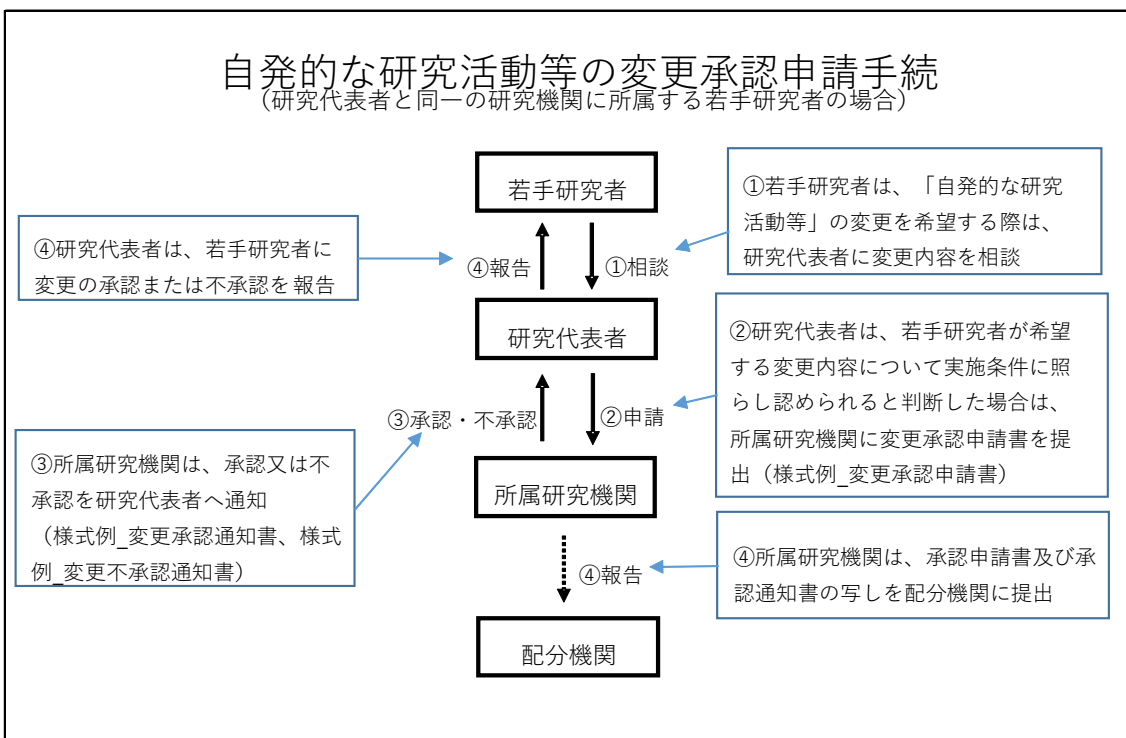 自発的な研究活動等の変更承認申請手続
（研究代表者と同一の研究機関に所属する若手研究者の場合）
若手研究者
①若手研究者は、「自発的な研究
活動等」の変更を希望する際は、
研究代表者に変更内容を相談
④研究代表者は、若手研究者に
変更の承認または不承認を報告
④報告
①相談
研究代表者
②研究代表者は、若手研究者が希望
する変更内容について実施条件に照
らし認められると判断した場合は、
所属研究機関に変更承認申請書を提
出（様式例_変更承認申請書）
③承認・不承認
②申請
③所属研究機関は、承認又は不
承認を研究代表者へ通知
（様式例_変更承認通知書、様式
例_変更不承認通知書）
所属研究機関
④報告
④所属研究機関は、承認申請書及び承
認通知書の写しを配分機関に提出
配分機関